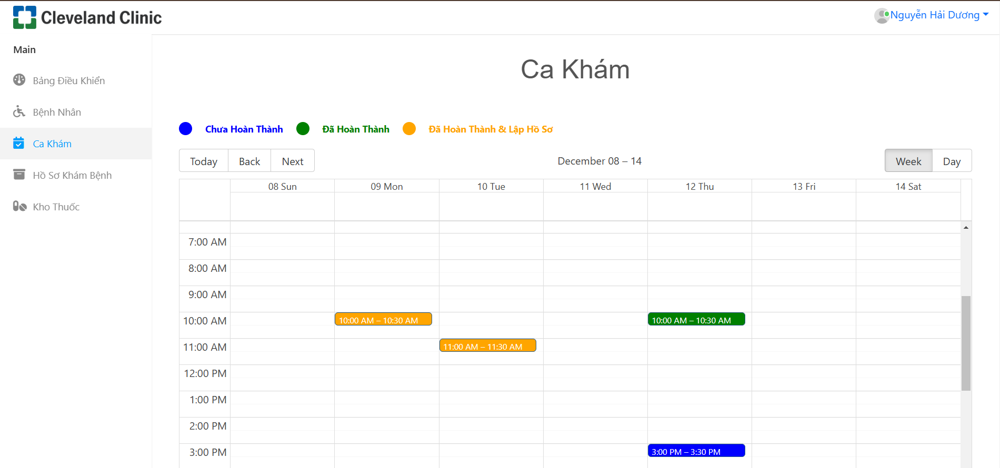 Cleveland Clinic
Nguyễn Hải Dương
Main
Bảng Điều Khiển
Bệnh Nhân
Ca Khám
Hồ Sơ Khám Bệnh
Kho Thuốc
Ca Khám
Chưa Hoàn Thành Đã Hoàn Thành Đã Hoàn Thành & Lập Hồ Sơ
Today Back Next December 08 – 14 Week Day
08 Sun 09 Mon 10 Tue 11 Wed 12 Thu 13 Fri 14 Sat
7:00 AM
8:00 AM
9:00 AM
10:00 AM 10:00 AM – 10:30 AM 10:00 AM – 10:30 AM
11:00 AM 11:00 AM – 11:30 AM
12:00 PM
1:00 PM
2:00 PM
3:00 PM 3:00 PM – 3:30 PM